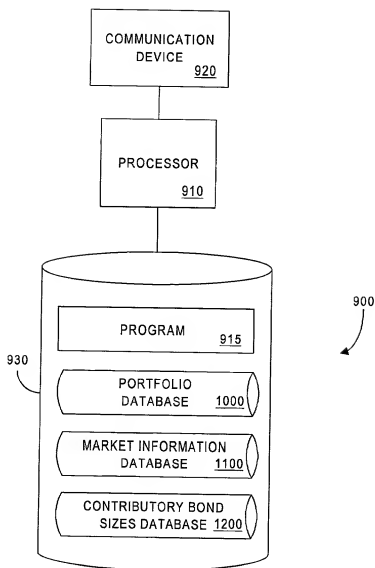 COMMUNICATION
DEVICE
920
PROCESSOR
910
900
PROGRAM
915
930
PORTFOLIO
DATABASE 1000
MARKET INFORMATION
DATABASE 1100
CONTRIBUTORY BOND
SIZES DATABASE 1200